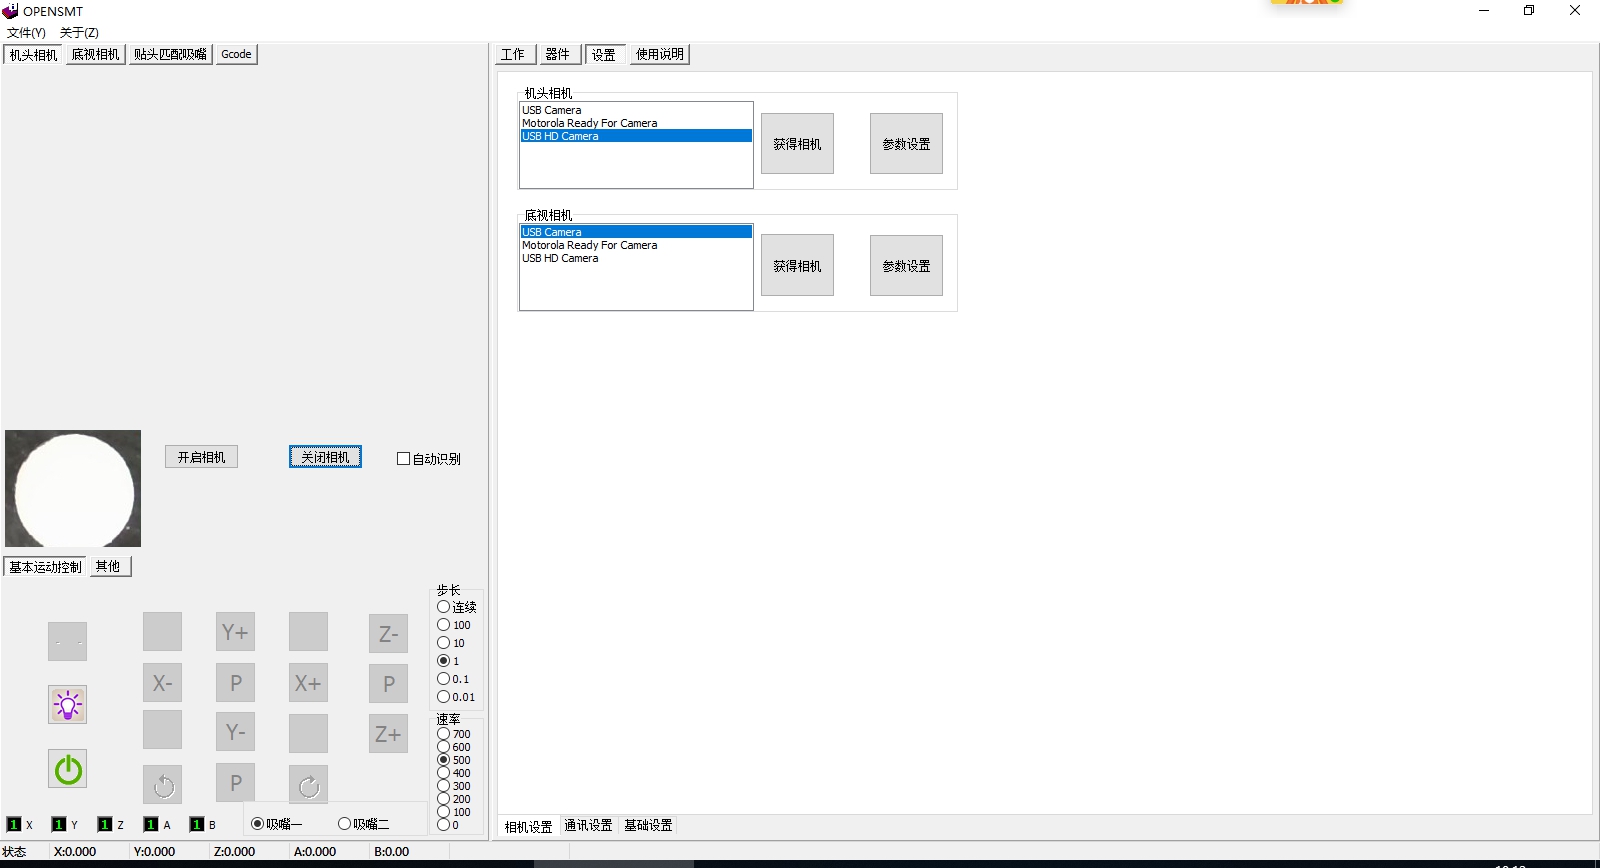 OPENSMT
文件(Y) 关于(Z)
机头相机 底视相机 贴头匹配吸嘴 Gcode
工作 器件 设置 使用说明
机头相机
USB Camera
Motorola Ready For Camera
USB HD Camera
获得相机 参数设置
底视相机
USB Camera
Motorola Ready For Camera
USB HD Camera
获得相机 参数设置
开启相机 关闭相机 自动识别
基本运动控制 其他
步长
连续
100
10
1
0.1
0.01
Y+ Z-
X- P X+ P
Y- Z+
P
速率
700
600
500
400
300
200
100
0
1 X 1 Y 1 Z 1 A 1 B 吸嘴一 吸嘴二
相机设置 通讯设置 基础设置
状态 X:0.000 Y:0.000 Z:0.000 A:0.000 B:0.00